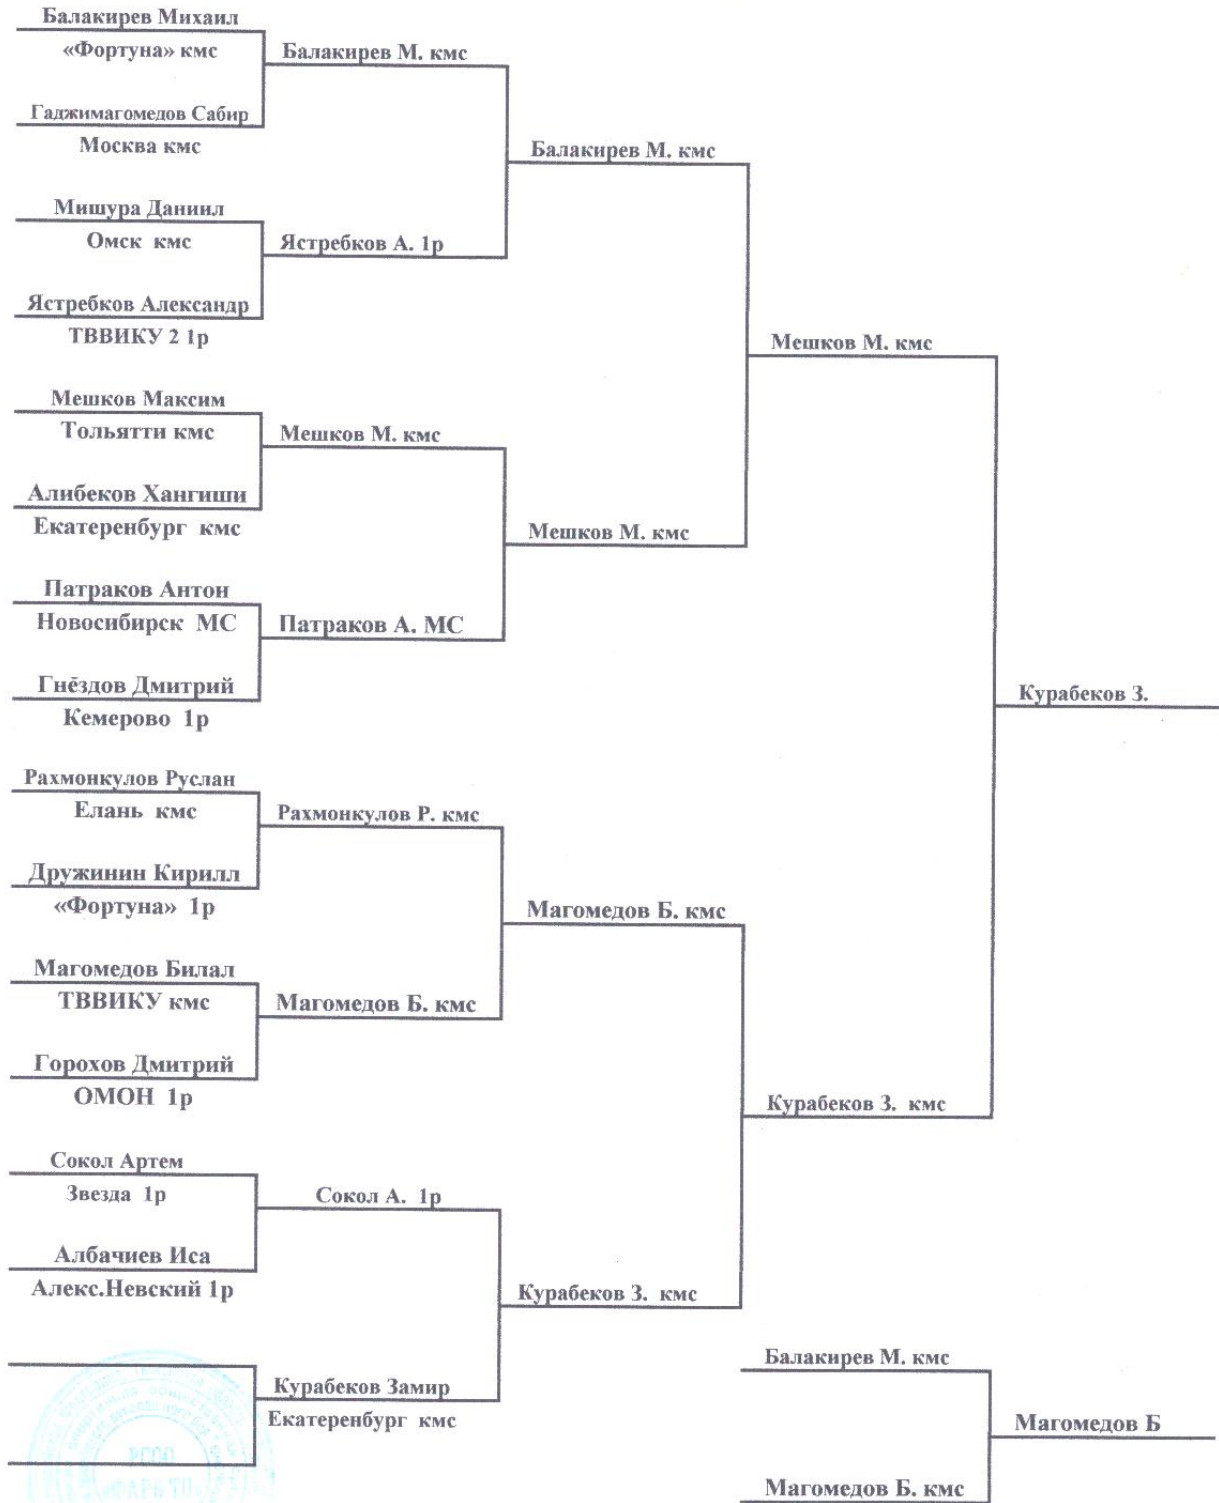 Балакирев Михаил
«Фортуна» кмс
Балакирев М. кмс
Гаджимагомедов Сабир
Москва кмс
Балакирев М. кмс
Мишура Даниил
Омск кмс
Ястребков А. 1р
Ястребков Александр
ТВВИКУ 2 1р
Мешков М. кмс
Мешков Максим
Тольятти кмс
Мешков М. кмс
Алибеков Хангиши
Екатеренбург кмс
Мешков М. кмс
Патраков Антон
Новосибирск МС
Патраков А. МС
Гнёздов Дмитрий
Кемерово 1р
Курабеков З.
Рахмонкулов Руслан
Елань кмс
Рахмонкулов Р. кмс
Дружинин Кирилл
«Фортуна» 1р
Магомедов Б. кмс
Магомедов Билал
ТВВИКУ кмс
Магомедов Б. кмс
Горохов Дмитрий
ОМОН 1р
Курабеков З. кмс
Сокол Артем
Звезда 1р
Сокол А. 1р
Албачиев Иса
Алекс.Невский 1р
Курабеков З. кмс
Балакирев М. кмс
Курабеков Замир
Екатеренбург кмс
Магомедов Б
Магомедов Б. кмс